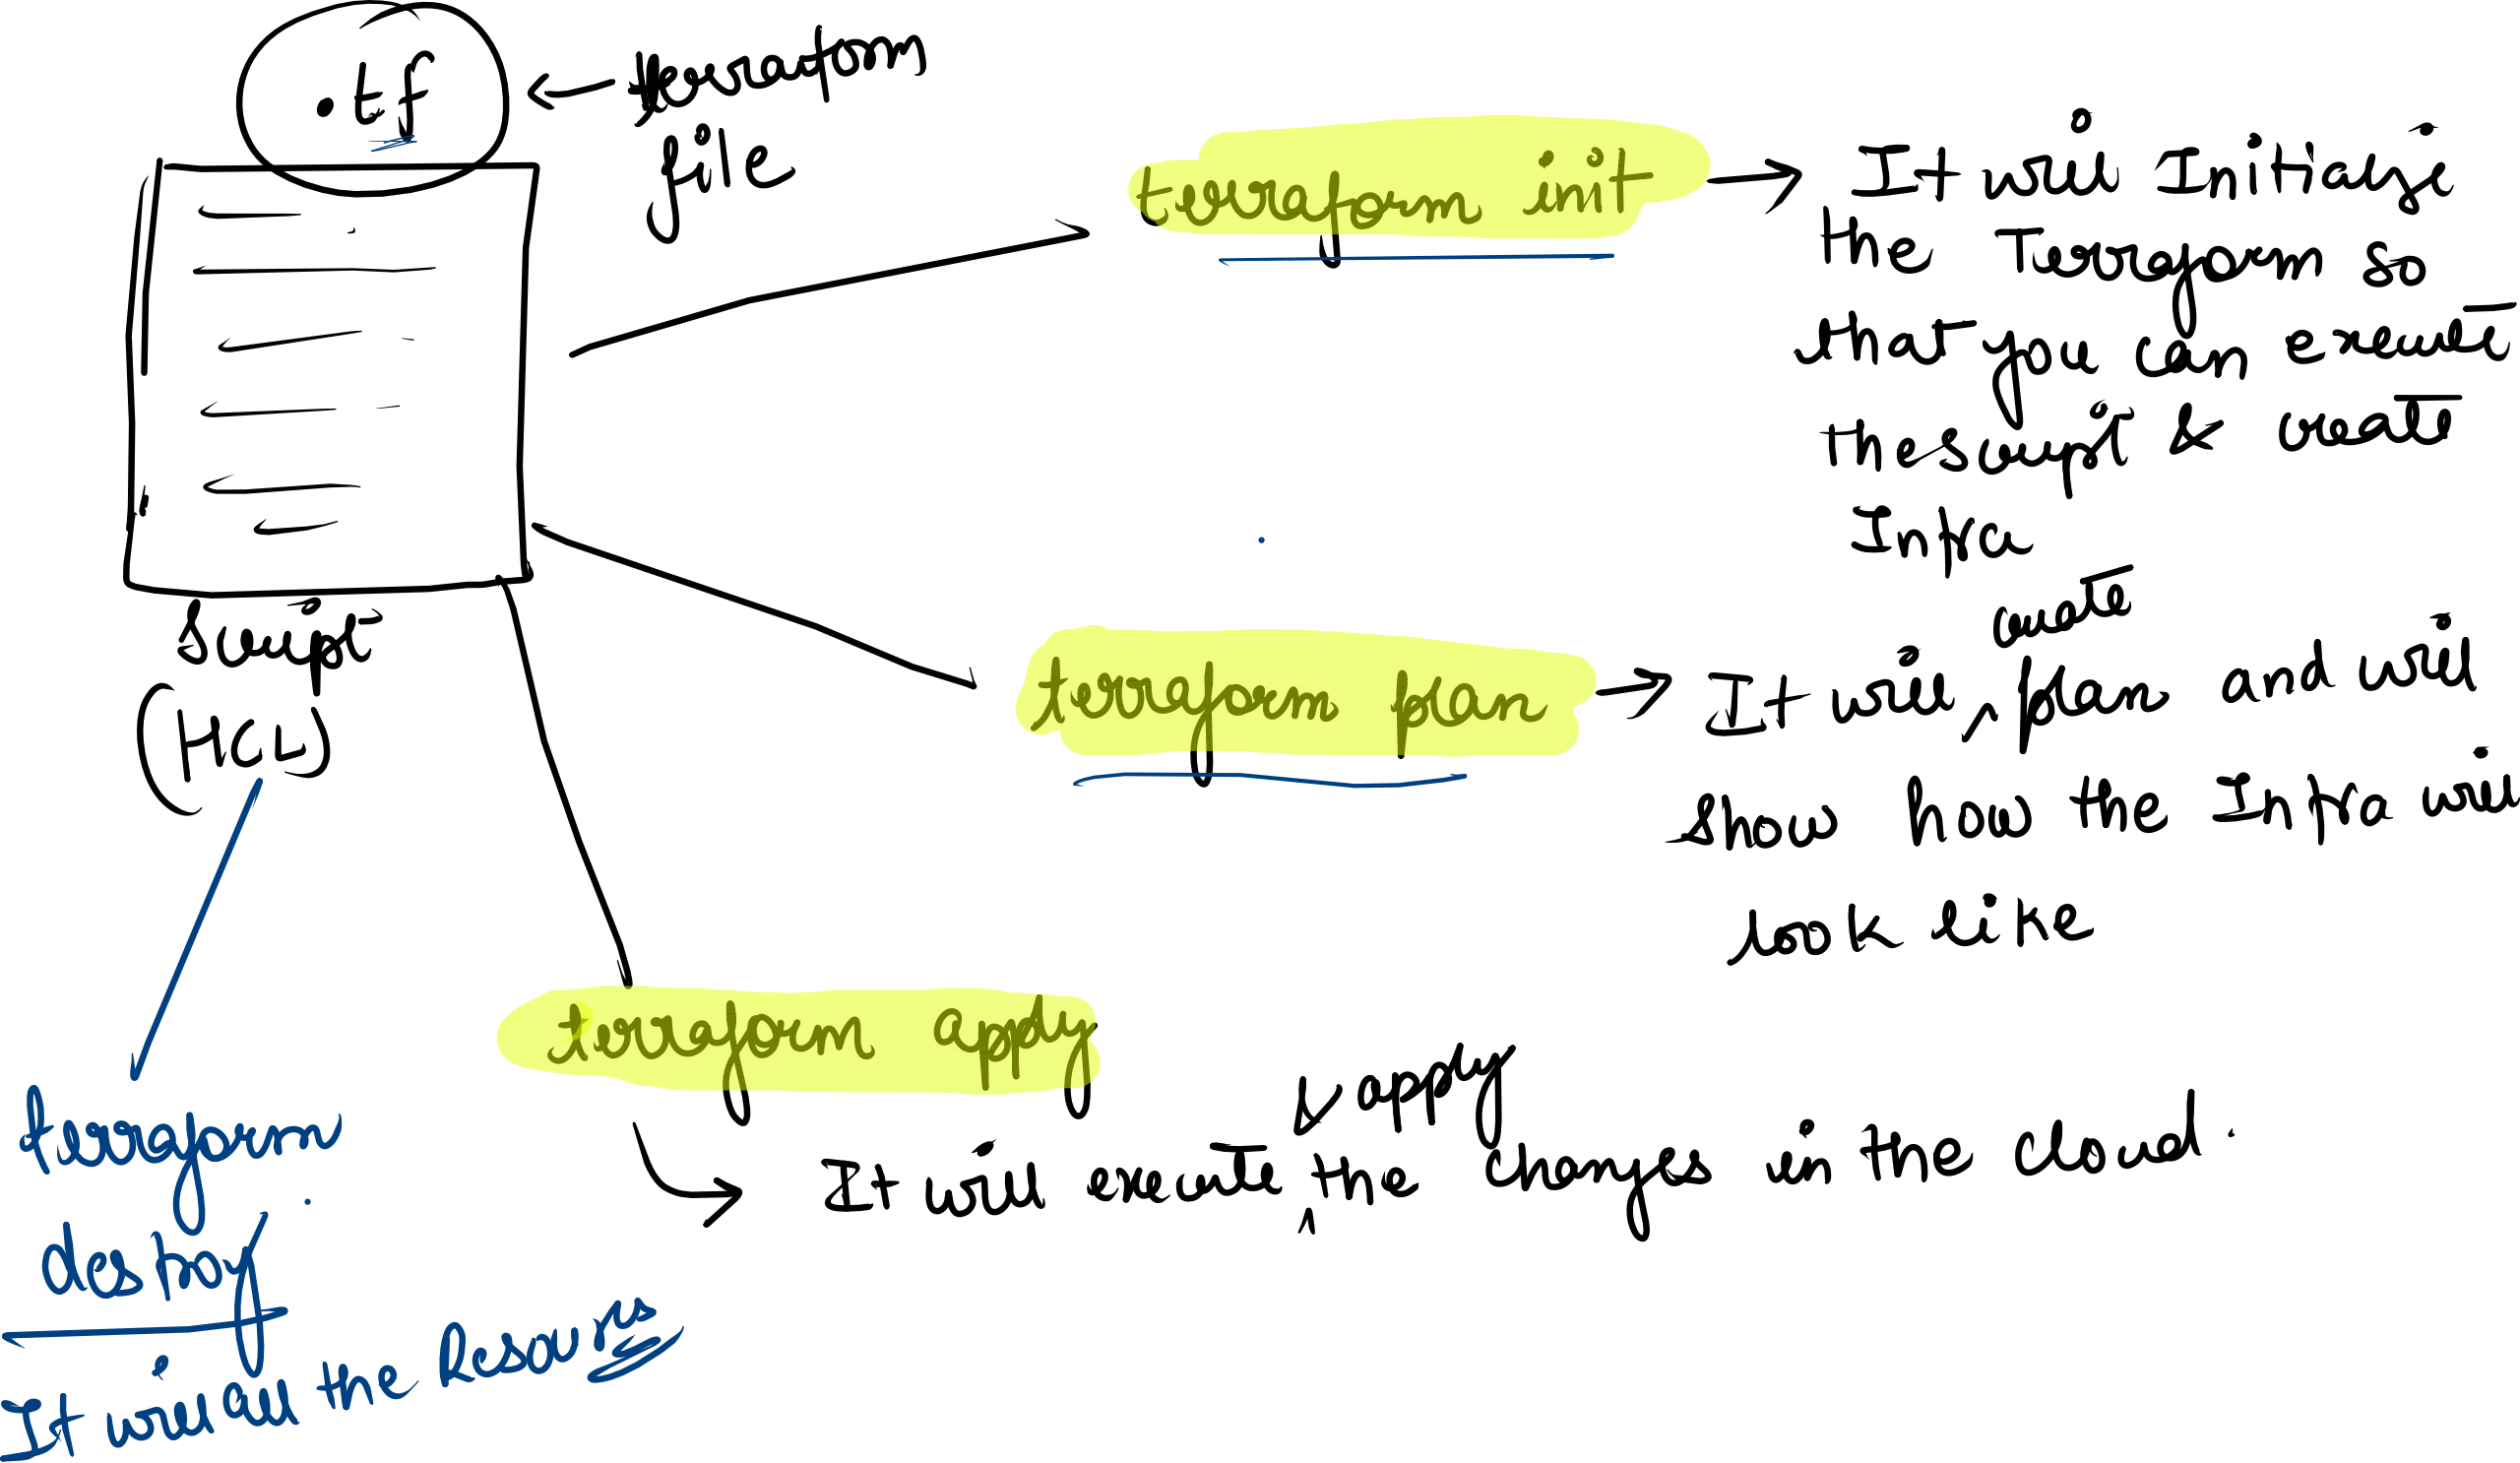 .tf
terraform
file
Script
(HCL)
terraform init
It will Initialize
the Terraform so
that you can execute
the script & create
Infra
terraform plan
It will create plan and will
show how the Infra will
look like
terraform apply
It will execute & apply the changes in the cloud.
terraform
destroy
It will all the Resources